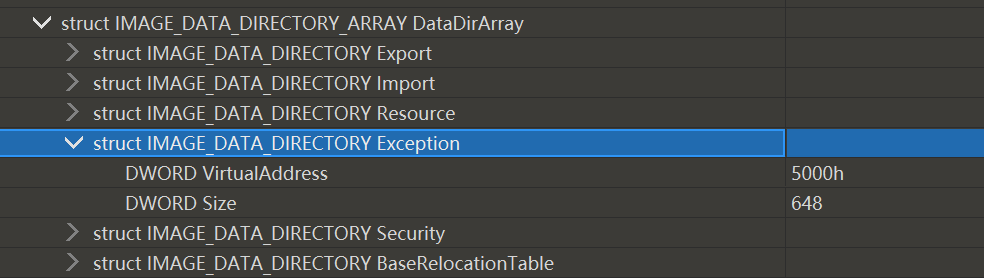 struct IMAGE_DATA_DIRECTORY_ARRAY DataDirArray
struct IMAGE_DATA_DIRECTORY Export
struct IMAGE_DATA_DIRECTORY Import
struct IMAGE_DATA_DIRECTORY Resource
struct IMAGE_DATA_DIRECTORY Exception
DWORD VirtualAddress 5000h
DWORD Size 648
struct IMAGE_DATA_DIRECTORY Security
struct IMAGE_DATA_DIRECTORY BaseRelocationTable